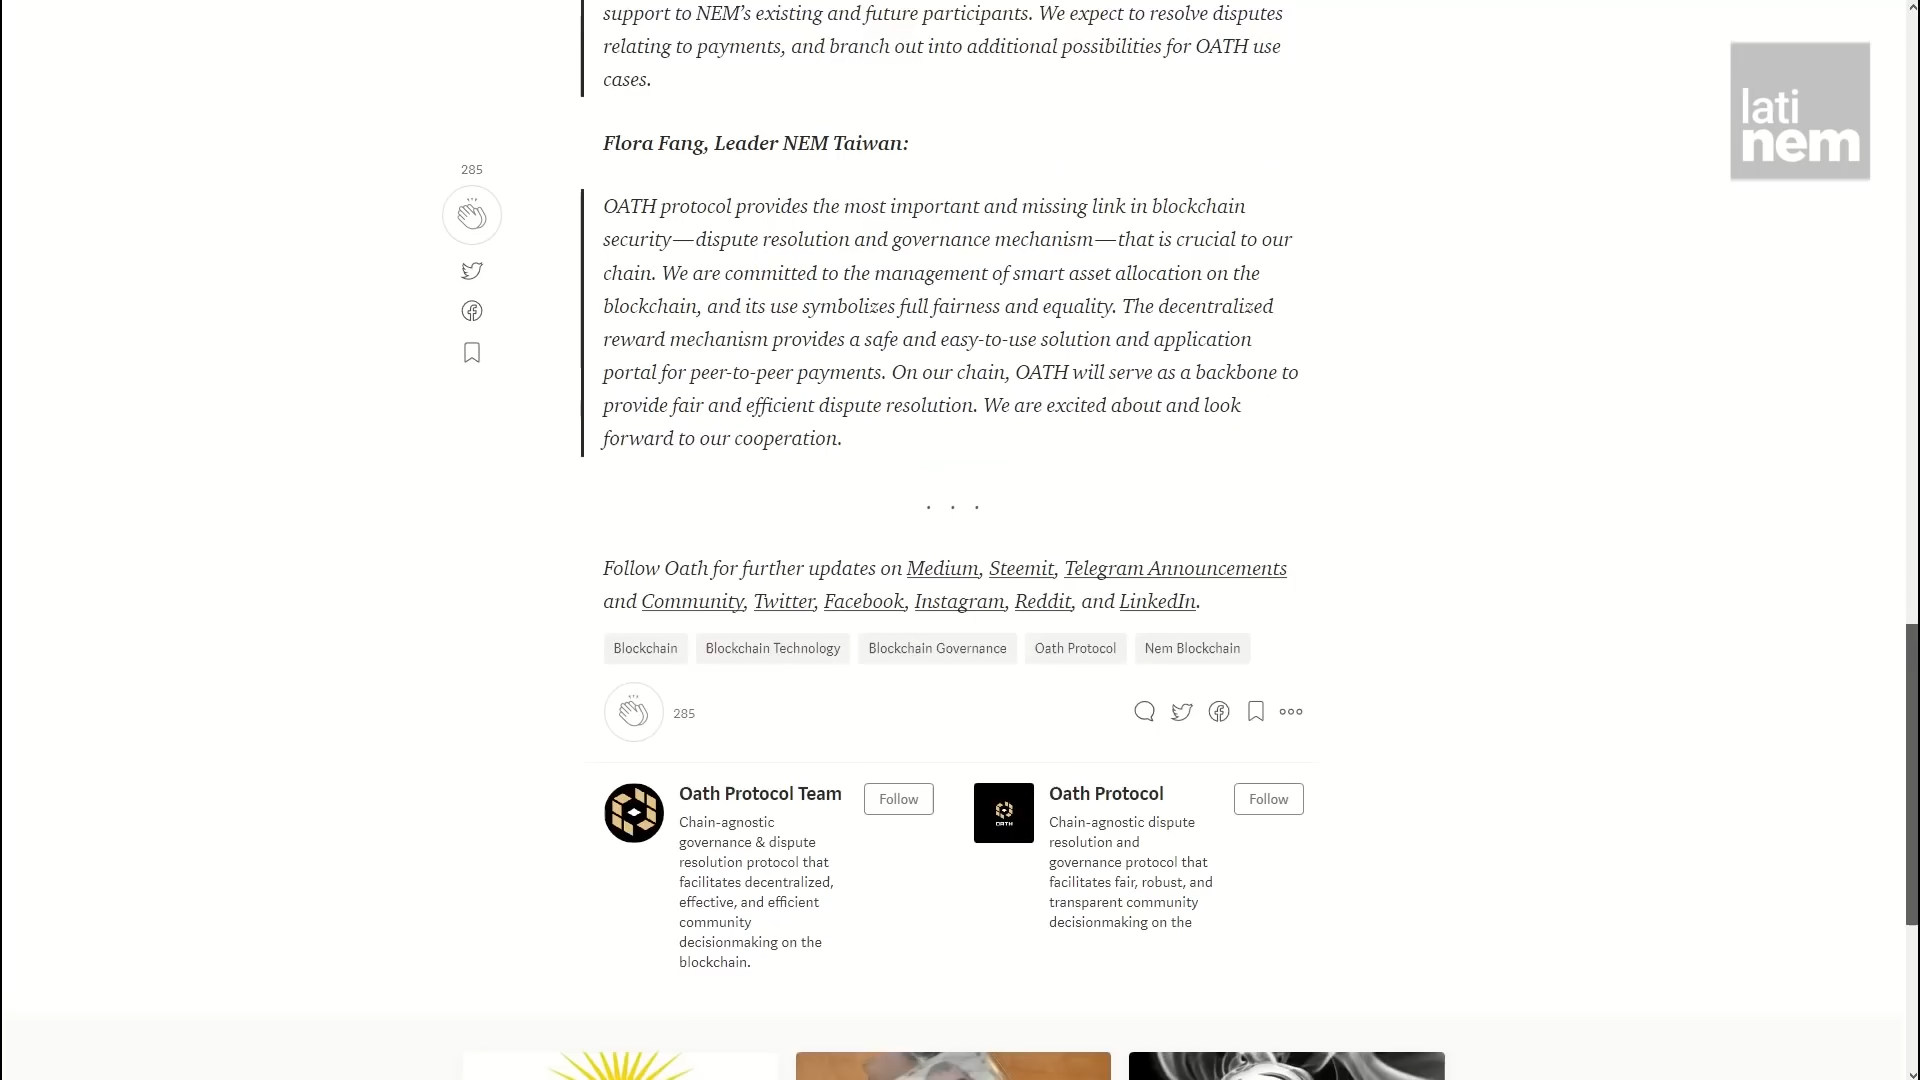 support to NEM’s existing and future participants. We expect to resolve disputes
relating to payments, and branch out into additional possibilities for OATH use
cases.
lati
nem
Flora Fang, Leader NEM Taiwan:
285
OATH protocol provides the most important and missing link in blockchain
security — dispute resolution and governance mechanism — that is crucial to our
chain. We are committed to the management of smart asset allocation on the
blockchain, and its use symbolizes full fairness and equality. The decentralized
reward mechanism provides a safe and easy-to-use solution and application
portal for peer-to-peer payments. On our chain, OATH will serve as a backbone to
provide fair and efficient dispute resolution. We are excited about and look
forward to our cooperation.
. . .
Follow Oath for further updates on Medium, Steemit, Telegram Announcements
and Community, Twitter, Facebook, Instagram, Reddit, and LinkedIn.
Blockchain Blockchain Technology Blockchain Governance Oath Protocol Nem Blockchain
285
Oath Protocol Team
Follow
Chain-agnostic
governance & dispute
resolution protocol that
facilitates decentralized,
effective, and efficient
community
decisionmaking on the
blockchain.
OATH
Oath Protocol
Follow
Chain-agnostic dispute
resolution and
governance protocol that
facilitates fair, robust, and
transparent community
decisionmaking on the